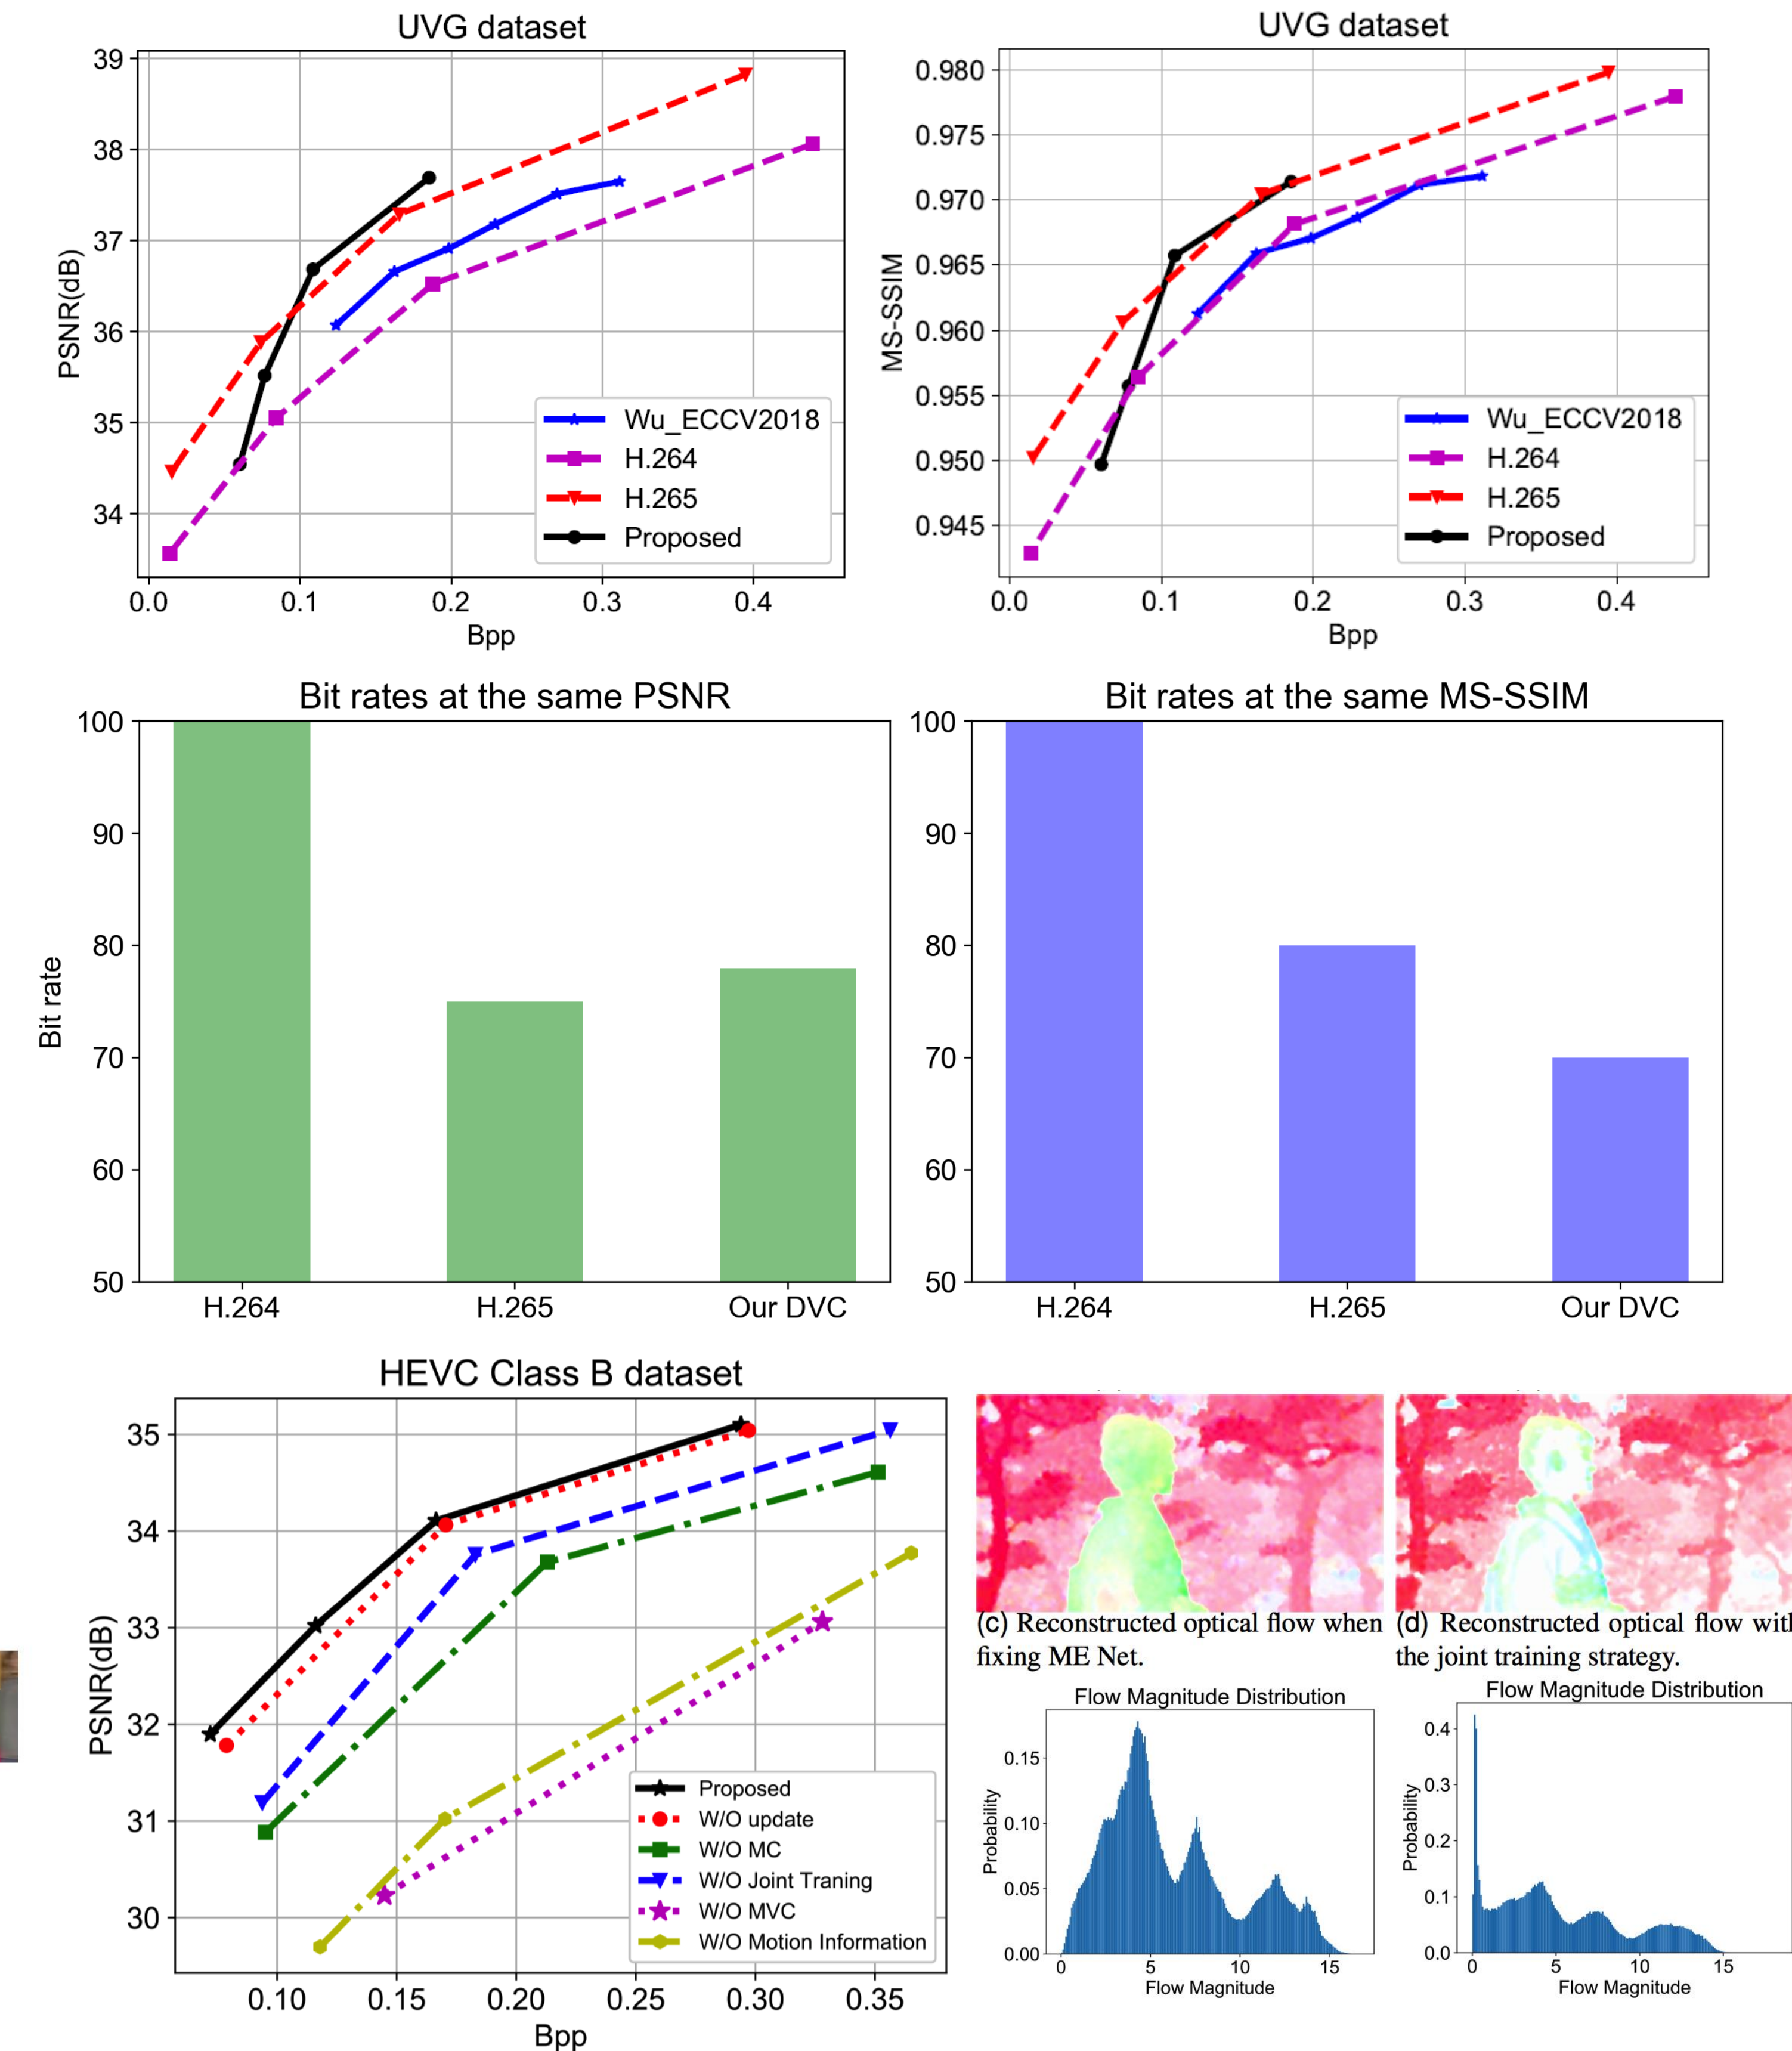 UVG dataset
39
38
37
36
35
34
PSNR(dB)
Wu_ECCV2018
H.264
H.265
Proposed
0.0 0.1 0.2 0.3 0.4
Bpp
UVG dataset
0.980
0.975
0.970
0.965
0.960
0.955
0.950
0.945
MS-SSIM
Wu_ECCV2018
H.264
H.265
Proposed
0.0 0.1 0.2 0.3 0.4
Bpp
Bit rates at the same PSNR
100
90
80
70
60
50
Bit rate
H.264 H.265 Our DVC
Bit rates at the same MS-SSIM
100
90
80
70
60
50
H.264 H.265 Our DVC
HEVC Class B dataset
35
34
33
32
31
30
PSNR(dB)
Proposed
W/O update
W/O MC
W/O Joint Traning
W/O MVC
W/O Motion Information
0.10 0.15 0.20 0.25 0.30 0.35
Bpp
(c) Reconstructed optical flow when
fixing ME Net.
(d) Reconstructed optical flow with
the joint training strategy.
Flow Magnitude Distribution
0.15
0.10
0.05
0.00
Probability
0 5 10 15
Flow Magnitude
Flow Magnitude Distribution
0.4
0.3
0.2
0.1
0.0
Probability
0 5 10 15
Flow Magnitude